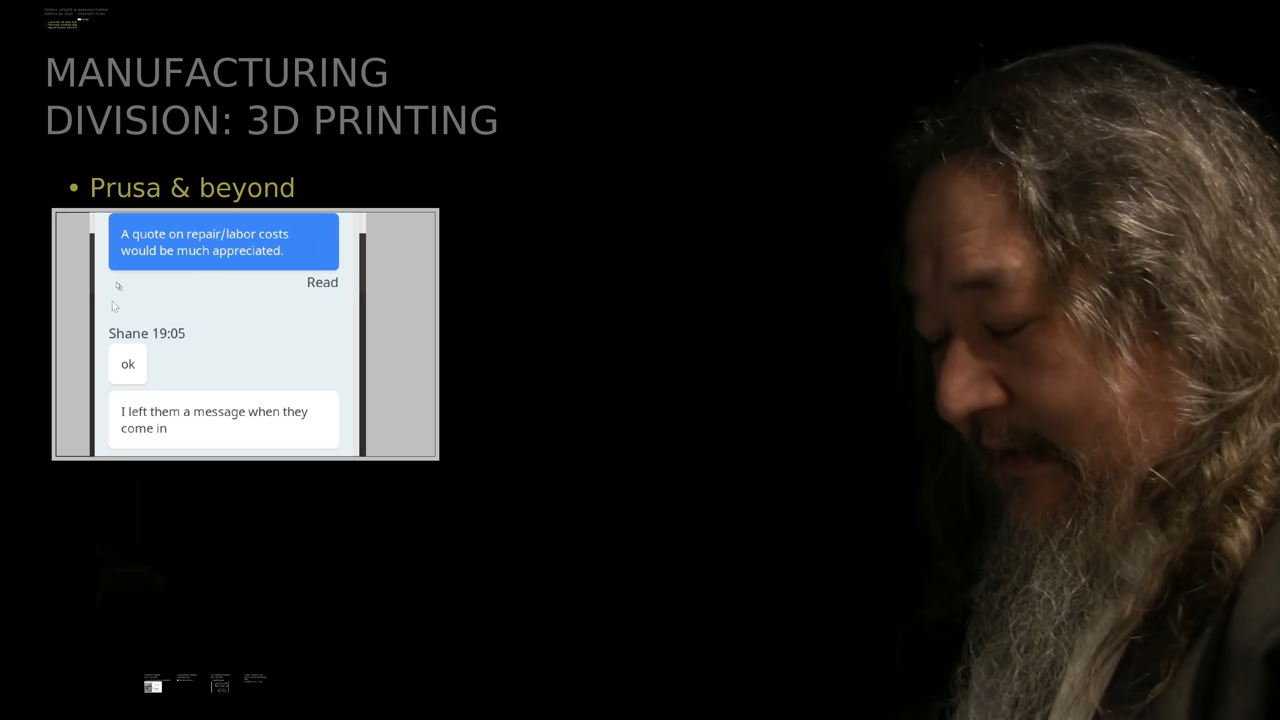 MANUFACTURING
DIVISION: 3D PRINTING
• Prusa & beyond
A quote on repair/labor costs
would be much appreciated.
Read
Shane 19:05
ok
I left them a message when they
come in